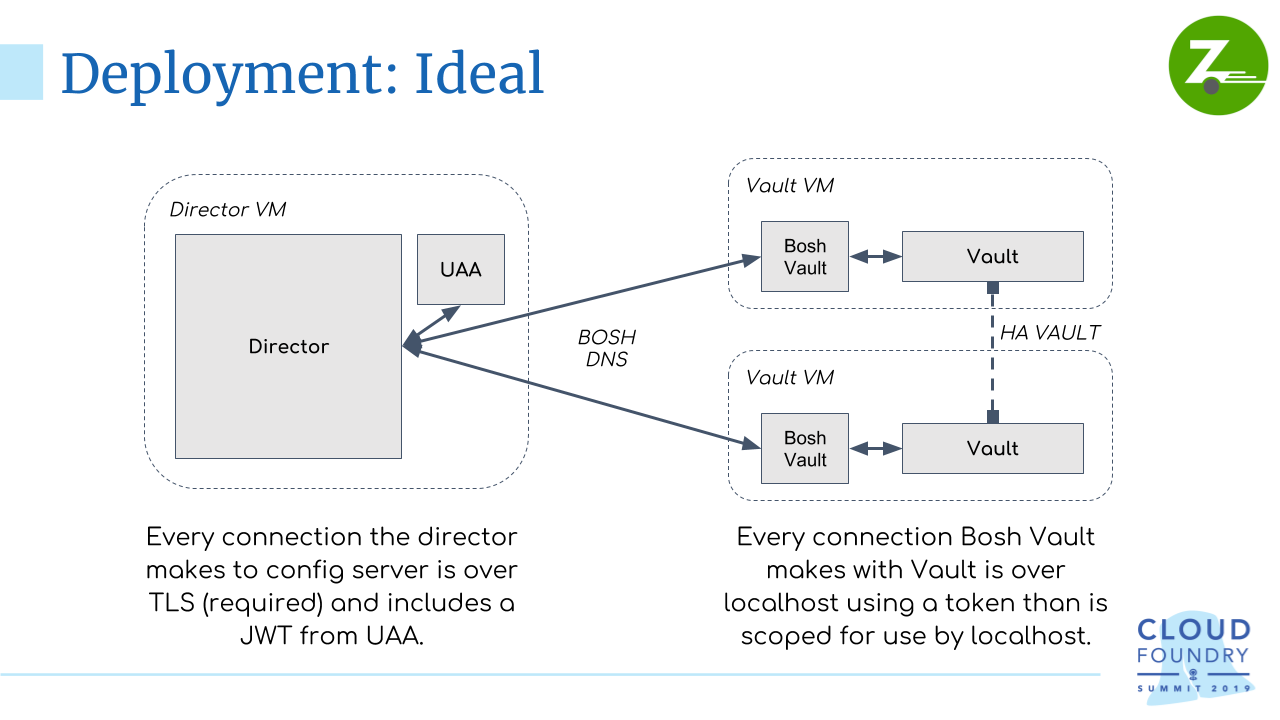 Deployment: Ideal
Z
Director VM
Director
UAA
BOSH
DNS
Vault VM
Bosh
Vault
Vault
HA VAULT
Vault VM
Bosh
Vault
Vault
Every connection the director
makes to config server is over
TLS (required) and includes a
JWT from UAA.
Every connection Bosh Vault
makes with Vault is over
localhost using a token than is
scoped for use by localhost.
CLOUD
FOUNDRY
SUMMIT 2019